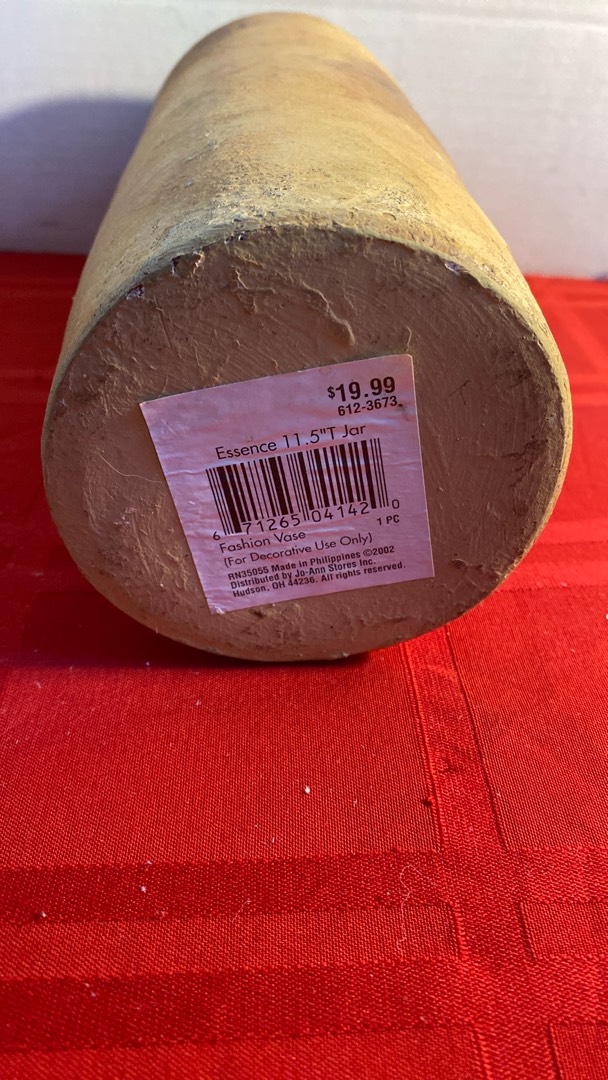 $19.99
612-3673
Essence 11.5"T Jar
6 71265 04142 0
Fashion Vase 1 PC
(For Decorative Use Only)
RN35055 Made in Philippines ©2002
Distributed by Jo-Ann Stores Inc.
Hudson, OH 44236. All rights reserved.